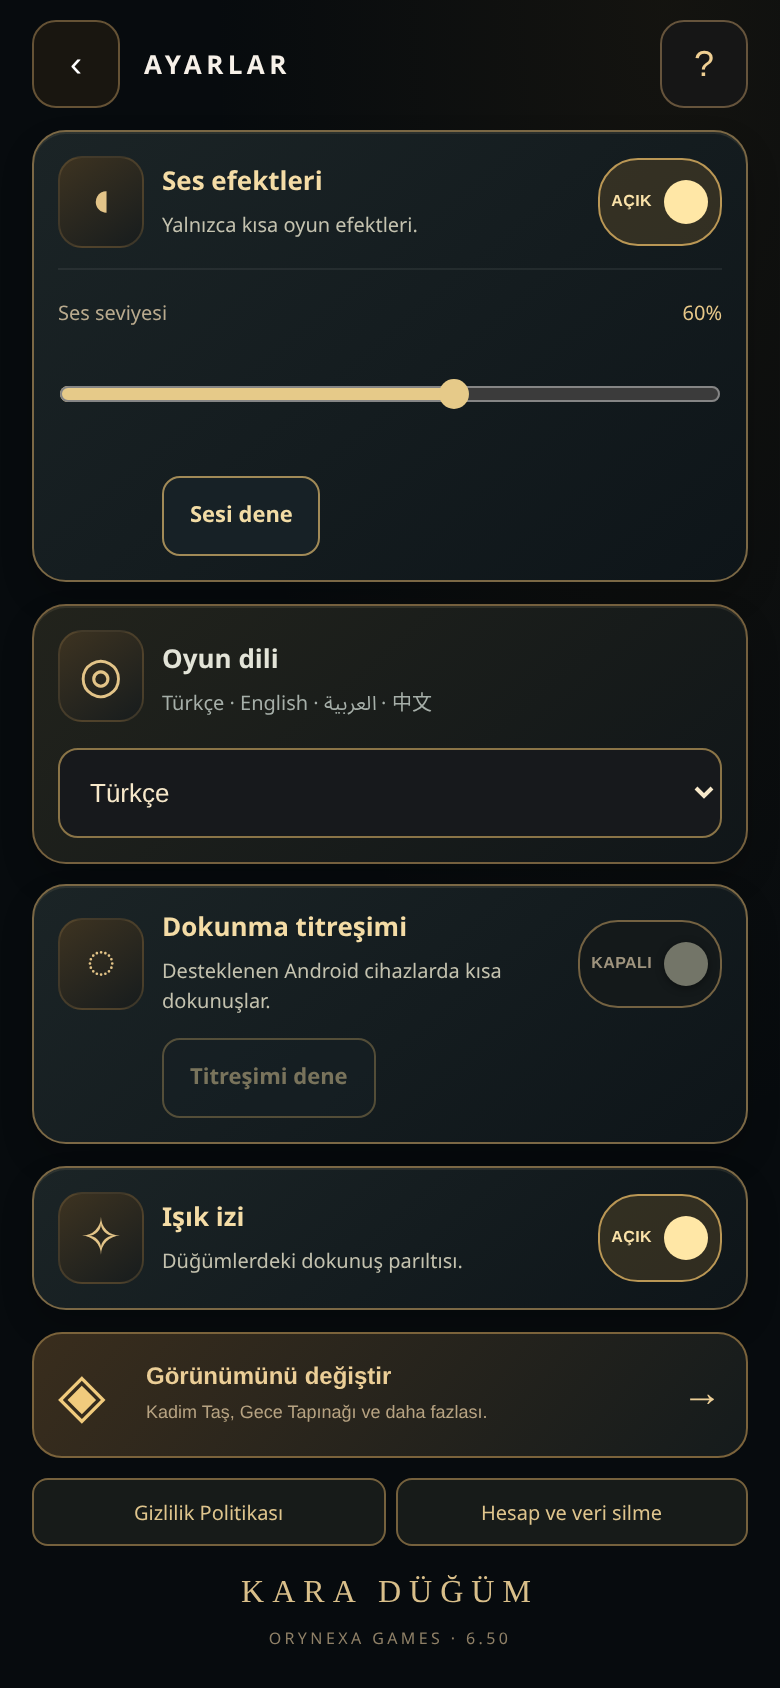 ‹ AYARLAR ?
Ses efektleri
Yalnızca kısa oyun efektleri.
AÇIK
Ses seviyesi 60%
Sesi dene
Oyun dili
Türkçe · English · العربية · 中文
Türkçe
Dokunma titreşimi
Desteklenen Android cihazlarda kısa
dokunuşlar.
KAPALI
Titreşimi dene
Işık izi
Düğümlerdeki dokunuş parıltısı.
AÇIK
Görünümünü değiştir
Kadim Taş, Gece Tapınağı ve daha fazlası.
→
Gizlilik Politikası
Hesap ve veri silme
KARA DÜĞÜM
ORYNEXA GAMES · 6.50